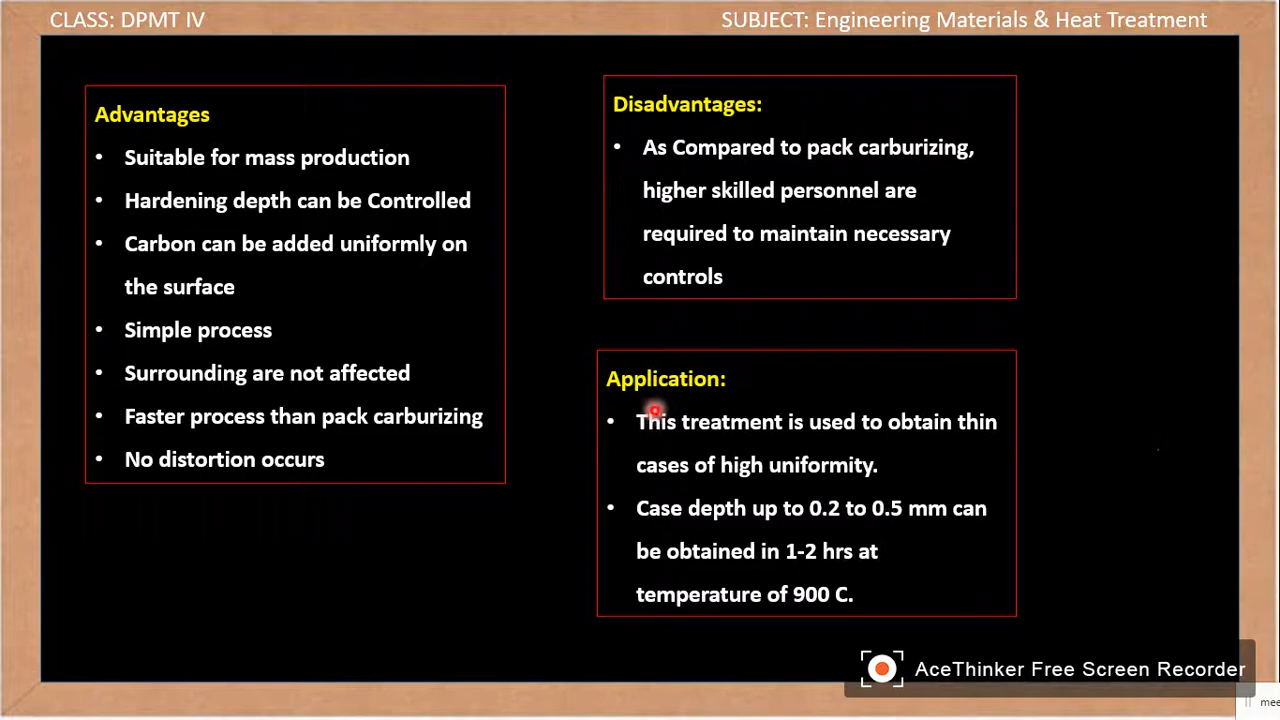 CLASS: DPMT IV
SUBJECT: Engineering Materials & Heat Treatment
Advantages
• Suitable for mass production
• Hardening depth can be Controlled
• Carbon can be added uniformly on
the surface
• Simple process
• Surrounding are not affected
• Faster process than pack carburizing
• No distortion occurs
Disadvantages:
• As Compared to pack carburizing,
higher skilled personnel are
required to maintain necessary
controls
Application:
• This treatment is used to obtain thin
cases of high uniformity.
• Case depth up to 0.2 to 0.5 mm can
be obtained in 1-2 hrs at
temperature of 900 C.
AceThinker Free Screen Recorder